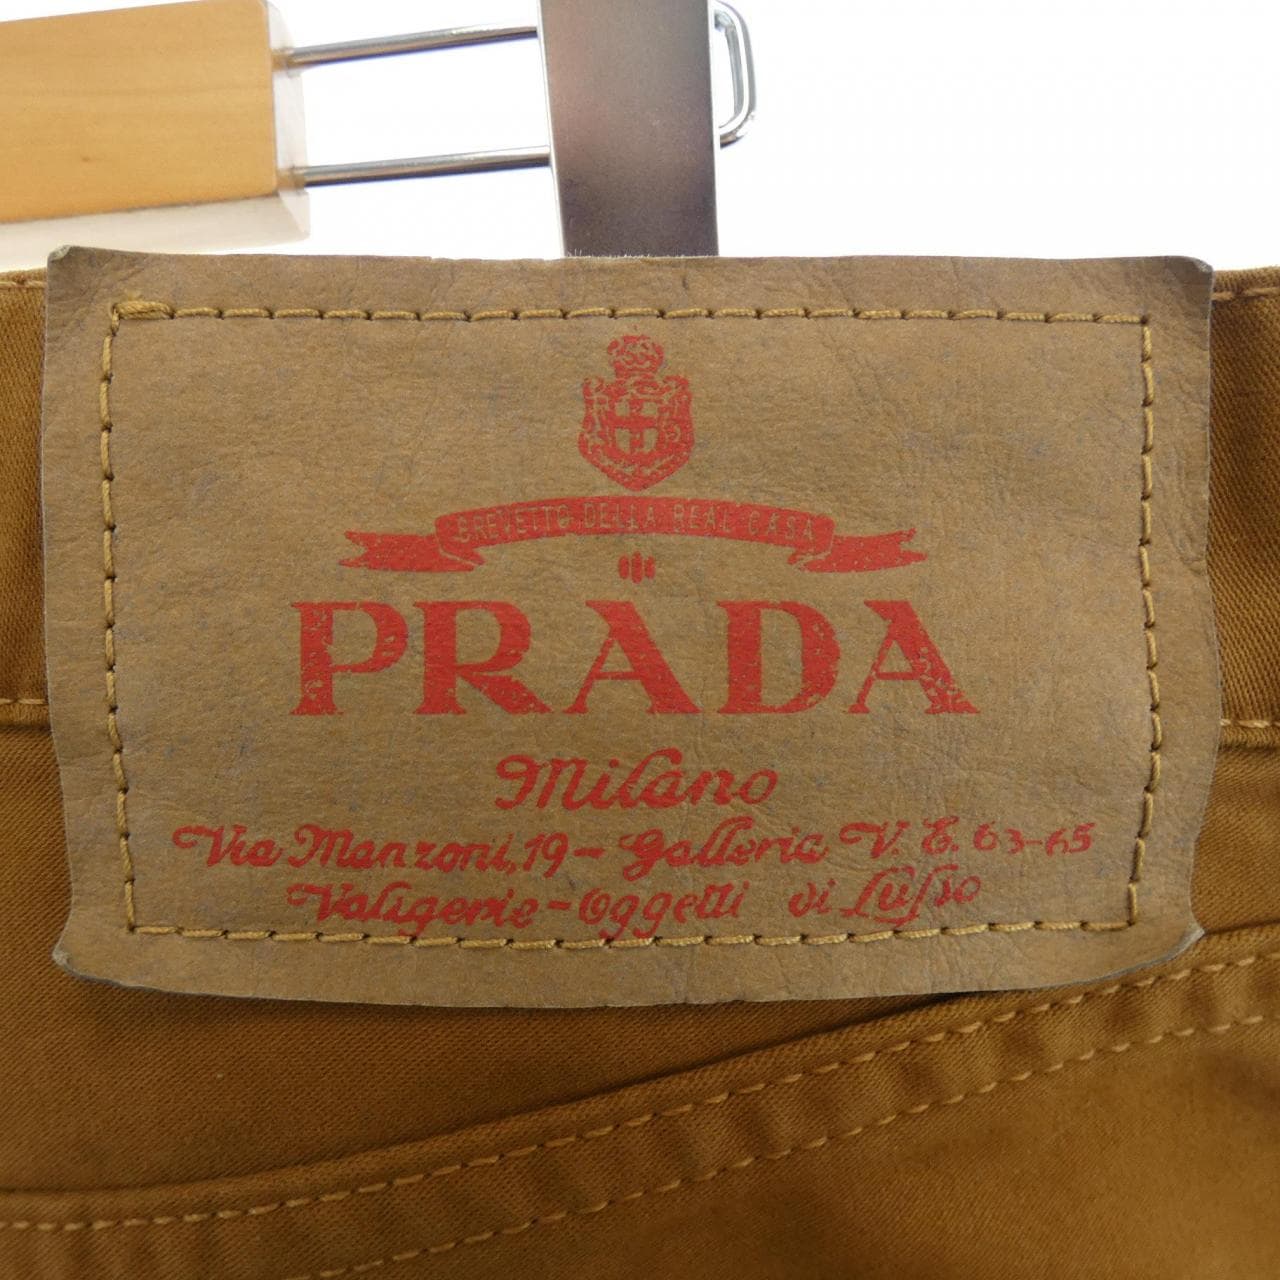 BREVETTO DELLA REAL CASA
PRADA
Milano
Via Manzoni, 19 - Galleria V. E. 63-65
Valigerie - Oggetti di Lusso